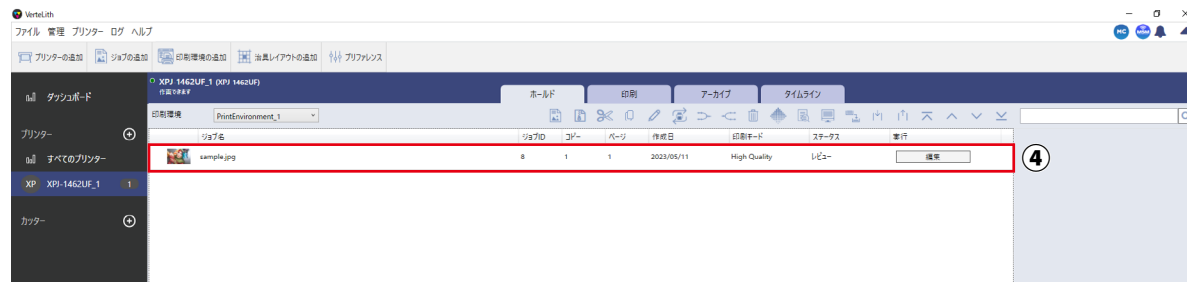 VerteLith
ファイル 管理 プリンター ログ ヘルプ
MC MSW
プリンターの追加 ジョブの追加 印刷環境の追加 治具レイアウトの追加 プリファレンス
ダッシュボード
プリンター
すべてのプリンター
XP XPJ-1462UF_1 1
カッター
XPJ 1462UF_1 (XPJ 1462UF)
作画できます
ホールド 印刷 アーカイブ タイムライン
印刷環境 PrintEnvironment_1
ジョブ名 ジョブID コピー ページ 作成日 印刷モード ステータス 実行
sample.jpg 8 1 1 2023/05/11 High Quality レビュー 編集
④